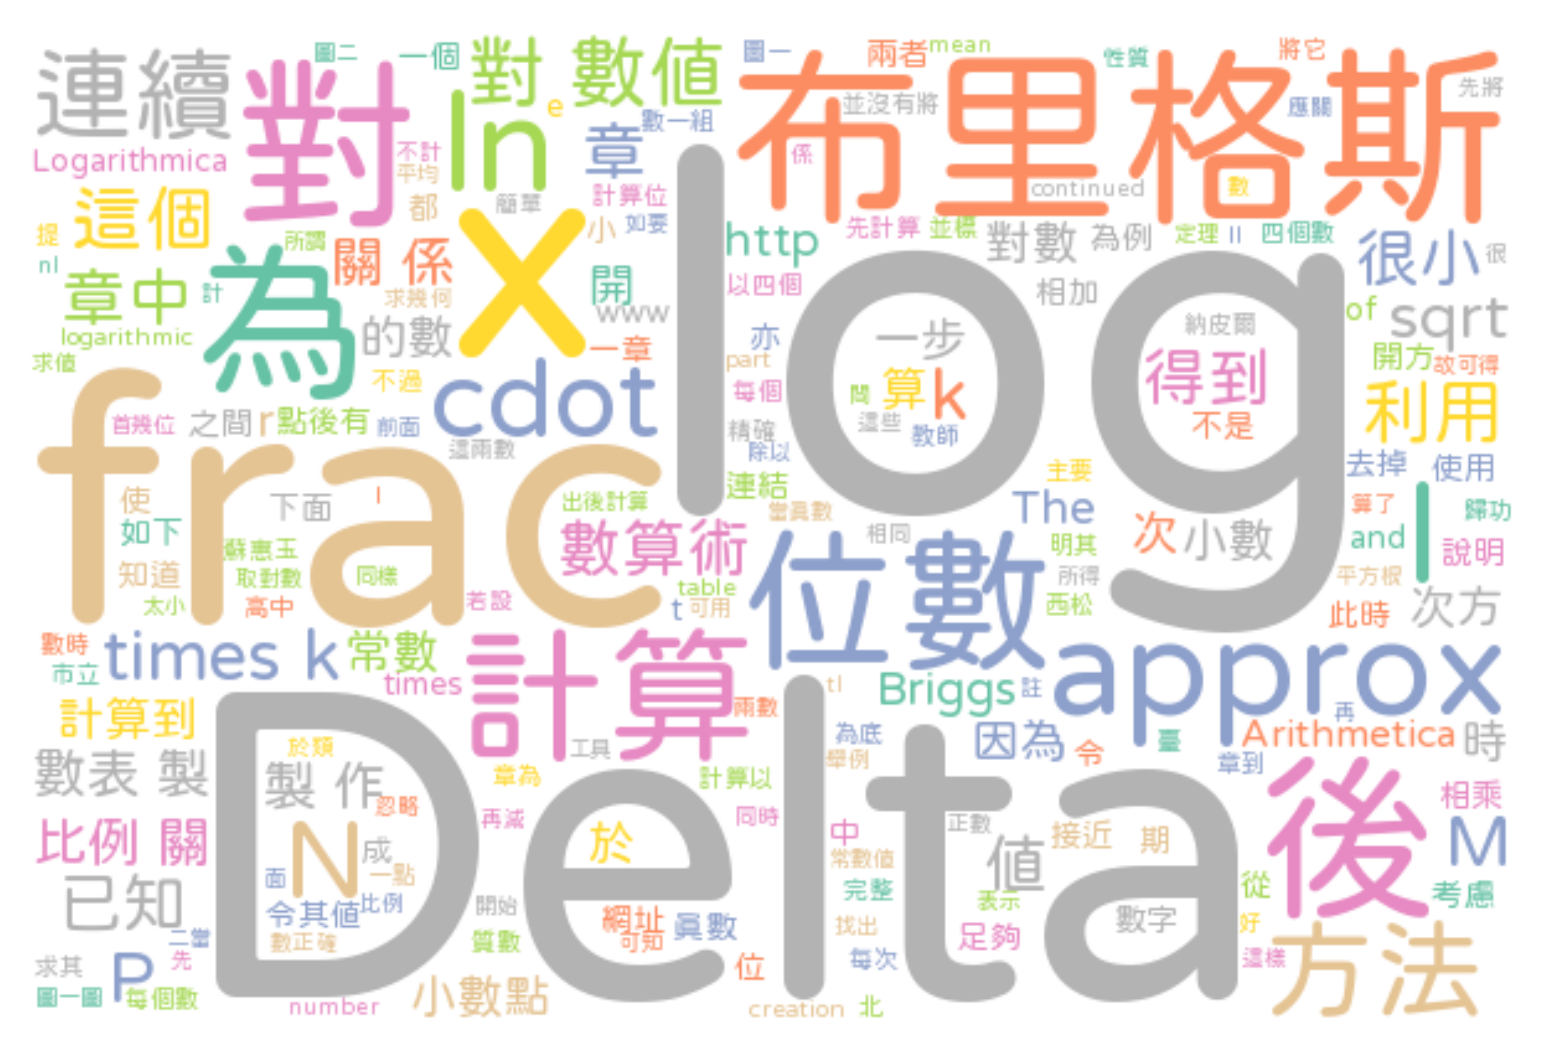 連續
對
圖二
一個
對 數值
圖一
兩者
mean
布里格斯
性質
將它
先將
ln
e
章
數一組
並沒有將
應關
Logarithmica
不計
平均
係
continued
數
log
這個
都
簡單
計算位
小
如要
x
提
所謂
關 係
http
先計算
並標
對數
為例
定理
II
四個數
很小
很
nl
章中
計
為
求幾何
開
www
以四個
相加
of
sqrt
logarithmic
的數
一章
亦
一步
納皮爾
開方
故可得
求值
frac
不過
cdot
part
每個
問
算
k
得到
利用
首幾位
之間
r
點後有
前面
這兩數
精確
除以
這些
教師
不是
使
下面
l
出後計算
連結
主要
去掉
使用
如下
蘇惠玉
數算術
當眞數
The
次
小數
算了
l
歸功
知道
取對數
同樣
相同
明其
and
說明
太小
高中
若設
table
t
可用
位數
所得
西松
平方根
此時
次方
數時
市立
times k
常數
times
計算
Briggs
註
approx
計算到
Delta
兩數
tl
為底
因為
令
再
臺
Arithmetica
時
數表 製
於類
製 作
忽略
工具
章為
計算以
舉例
章到
後
相乘
比例 關
N
成
一點
再減
於
同時
中
正數
接近
期
M
已知
面
令其值
比例
開始
網址
眞數
常數值
完整
值
表示
數字
從
考慮
二當
數正確
質數
可知
找出
足夠
好
方法
求其
P
先
位
每次
這樣
圖一圖
每個數
number
小數點
creation
北